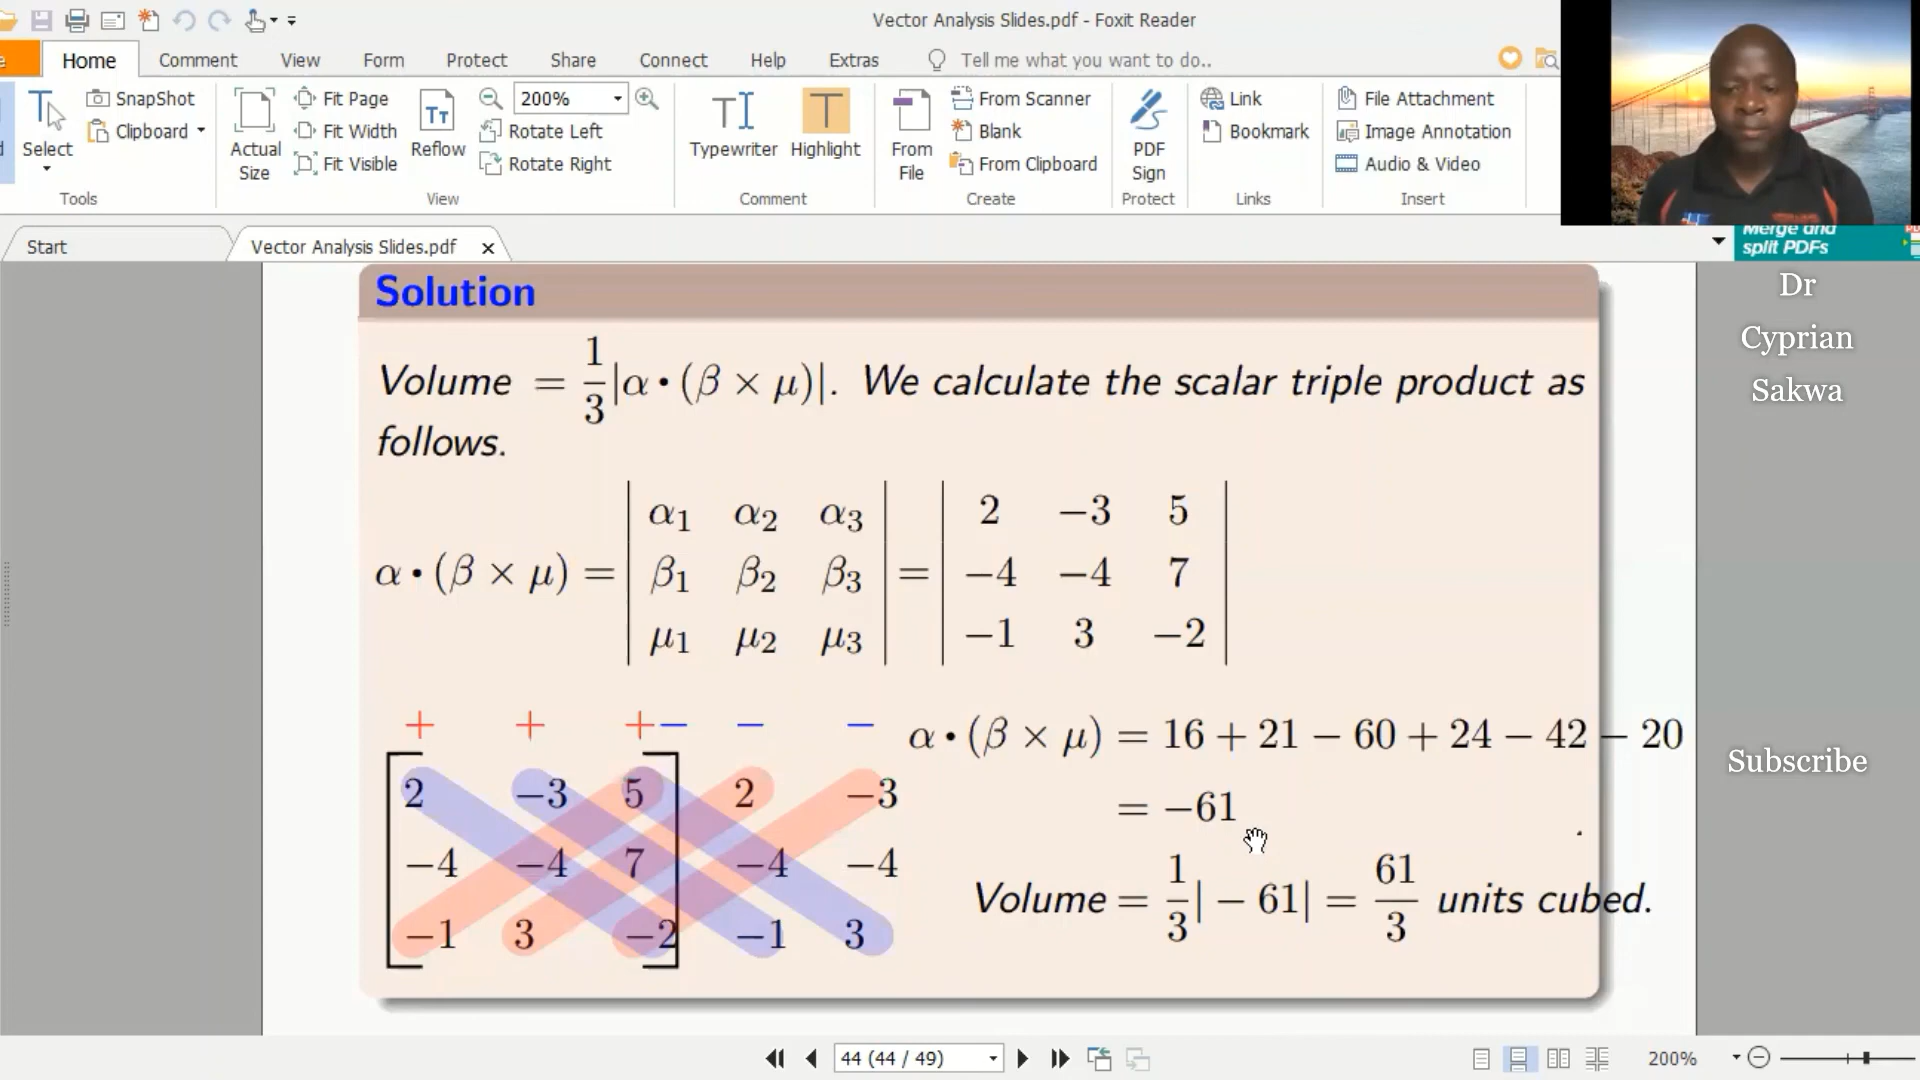 Vector Analysis Slides.pdf - Foxit Reader
Home Comment View Form Protect Share Connect Help Extras Tell me what you want to do..
Select
SnapShot
Clipboard
Tools
Actual Size
Fit Page
Fit Width
Fit Visible
Reflow
200%
Rotate Left
Rotate Right
View
Typewriter
Highlight
Comment
From File
From Scanner
Blank
From Clipboard
Create
PDF Sign
Protect
Link
Bookmark
Links
File Attachment
Image Annotation
Audio & Video
Insert
Start
Vector Analysis Slides.pdf
Merge and
split PDFs
Dr
Cyprian
Sakwa
Subscribe
Solution
Volume = 1/3 |α • (β × μ)|. We calculate the scalar triple product as
follows.
α • (β × μ) = | α₁ α₂ α₃ | = | 2 −3 5 |
| β₁ β₂ β₃ | | −4 −4 7 |
| μ₁ μ₂ μ₃ | | −1 3 −2 |
+ + + − − −
2 −3 5 2 −3
−4 −4 7 −4 −4
−1 3 −2 −1 3
α • (β × μ) = 16 + 21 − 60 + 24 − 42 − 20
= −61
Volume = 1/3 | − 61| = 61/3 units cubed.
44 (44 / 49)
200%